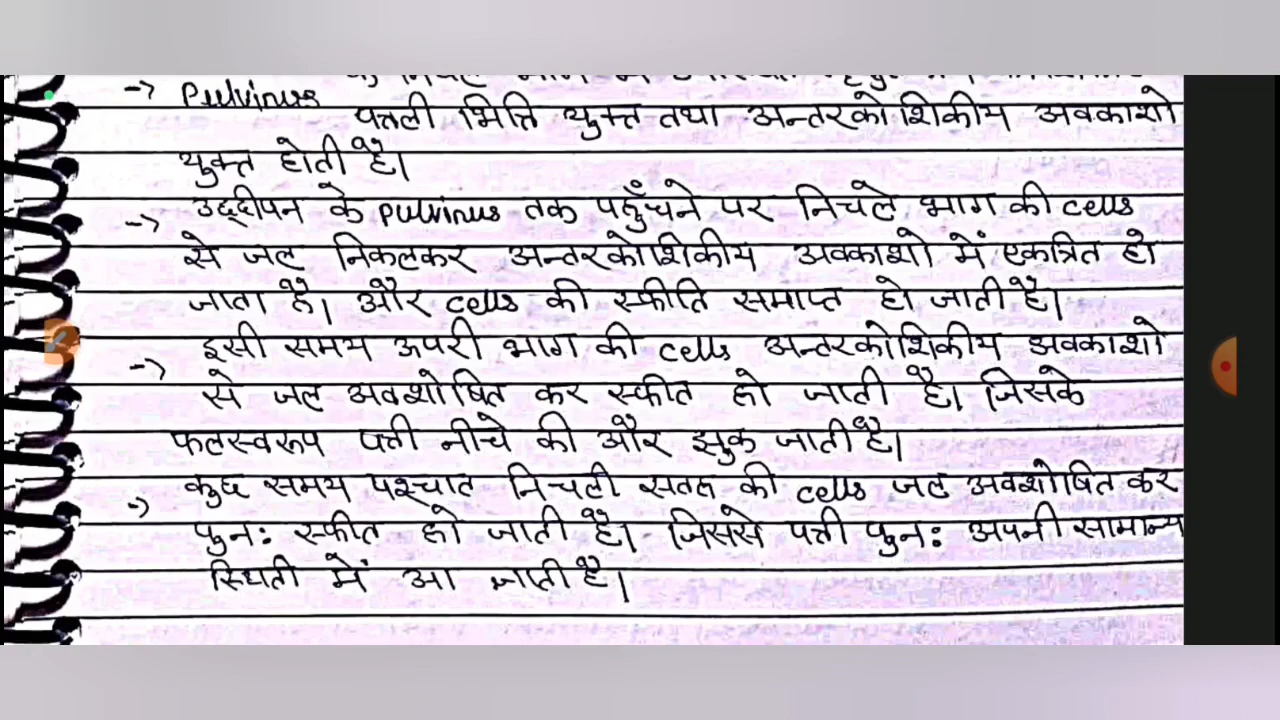 → Pulvinus
पतली भित्ति युक्त तथा अन्तरकोशिकीय अवकाशो
युक्त होती है।
→ उद्दीपन के pulvinus तक पहुँचने पर निचले भाग की cells
से जल निकलकर अन्तरकोशिकीय अवकाशो में एकत्रित हो
जाता है। और cells की स्फीति समाप्त हो जाती है।
→ इसी समय ऊपरी भाग की cells अन्तरकोशिकीय अवकाशो
से जल अवशोषित कर स्फीत हो जाती है। जिसके
फलस्वरूप पत्ती नीचे की और झुक जाती है।
→ कुछ समय पश्चात निचली सतह की cells जल अवशोषित कर
पुनः स्फीत हो जाती है। जिससे पत्ती पुनः अपनी सामान्य
स्थिती में आ जाती है।